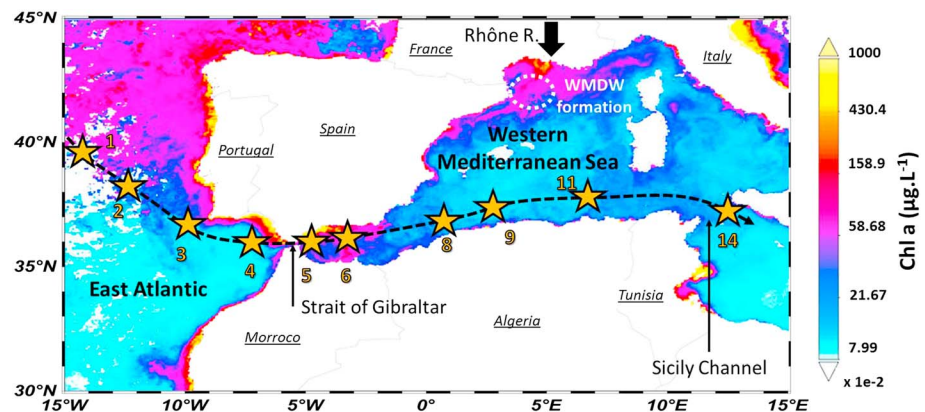 45°N
40°N
35°N
30°N
15°W
10°W
5°W
0°E
5°E
10°E
15°E
France
Rhône R.
Italy
WMDW
formation
Spain
Portugal
Western
Mediterranean Sea
1
2
3
4
5
6
8
9
11
14
East Atlantic
Strait of Gibraltar
Morroco
Algeria
Tunisia
Sicily Channel
1000
430.4
158.9
58.68
21.67
7.99
x 1e-2
Chl a (µg.L-1)